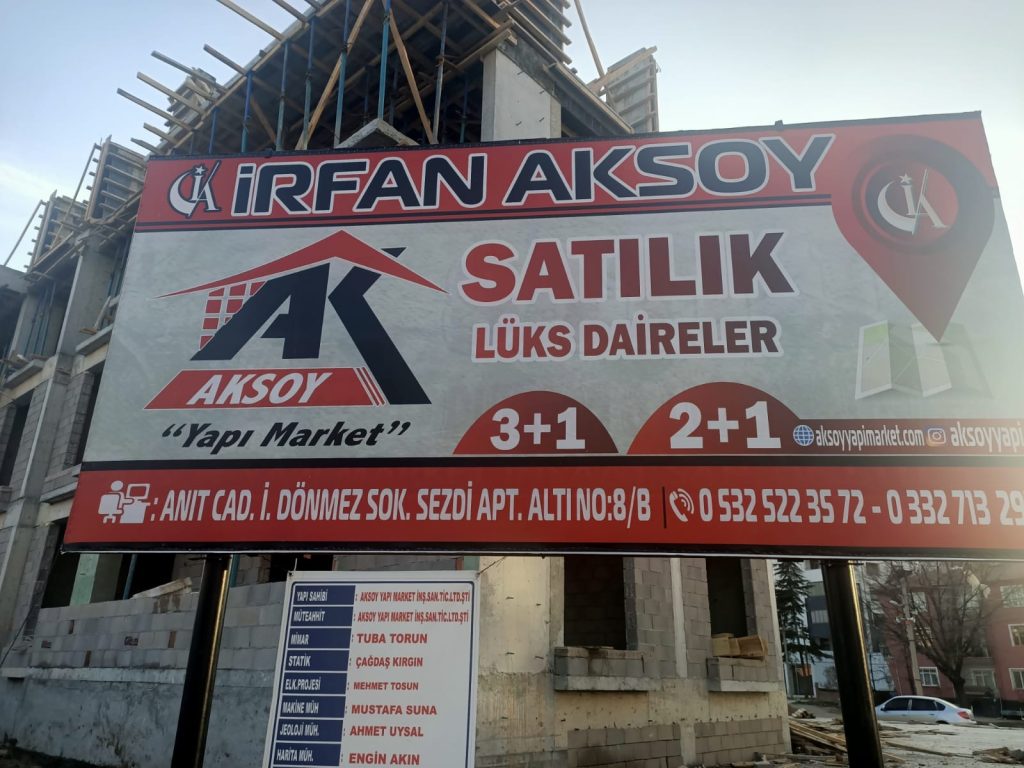 İRFAN AKSOY
AK
AKSOY
"Yapı Market"
SATILIK
LÜKS DAİRELER
3+1
2+1
aksoyyapimarket.com
aksoyyapi
: ANIT CAD. İ. DÖNMEZ SOK. SEZDİ APT. ALTI NO:8/B
0 532 522 35 72 - 0 332 713 29
YAPI SAHİBİ : AKSOY YAPI MARKET İNŞ.SAN.TİC.LTD.ŞTİ
MÜTEAHHİT : AKSOY YAPI MARKET İNŞ.SAN.TİC.LTD.ŞTİ
MİMAR : TUBA TORUN
STATİK : ÇAĞDAŞ KIRGIN
ELK.PROJESİ : MEHMET TOSUN
MAKİNE MÜH : MUSTAFA SUNA
JEOLOJİ MÜH. : AHMET UYSAL
HARİTA MÜH. : ENGİN AKIN